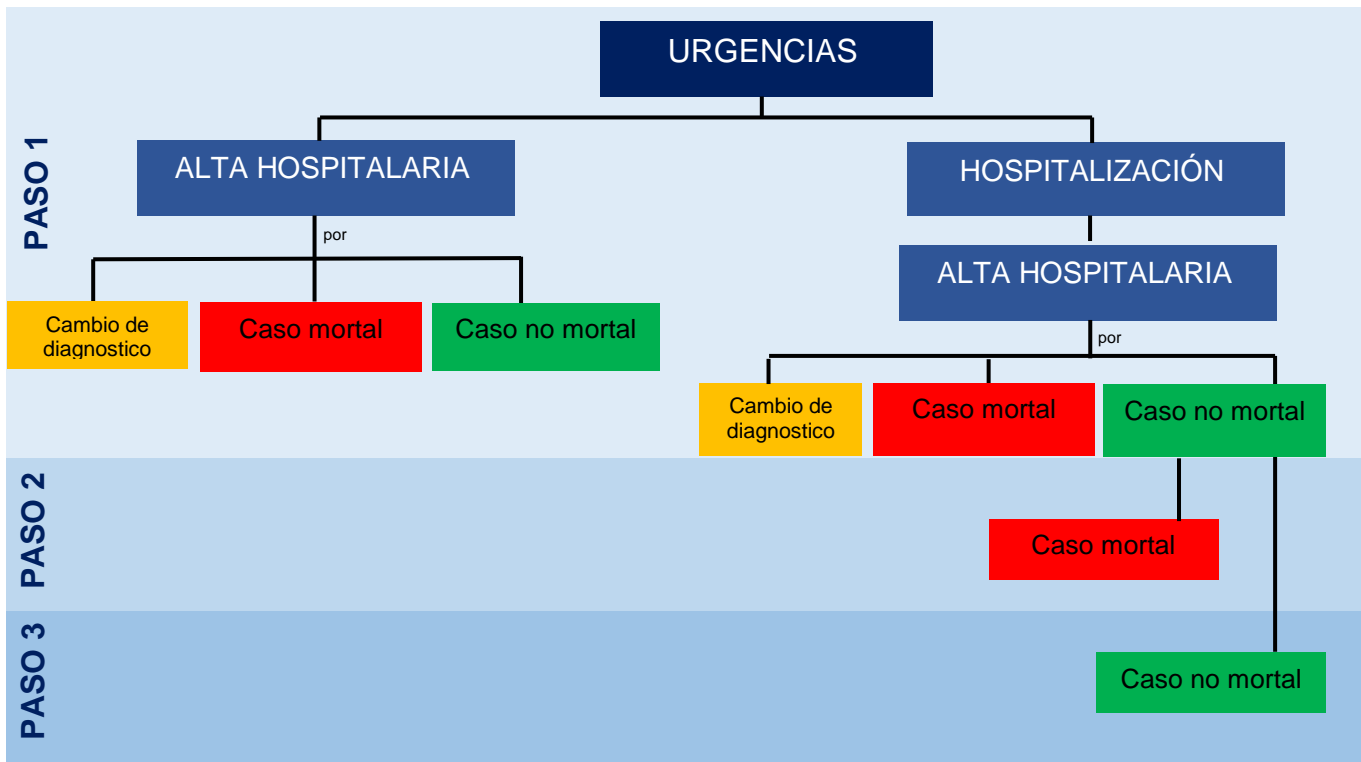 URGENCIAS
PASO 1
ALTA HOSPITALARIA
HOSPITALIZACIÓN
por
ALTA HOSPITALARIA
Cambio de
diagnostico
Caso mortal
Caso no mortal
por
Cambio de
diagnostico
Caso mortal
Caso no mortal
PASO 2
Caso mortal
PASO 3
Caso no mortal